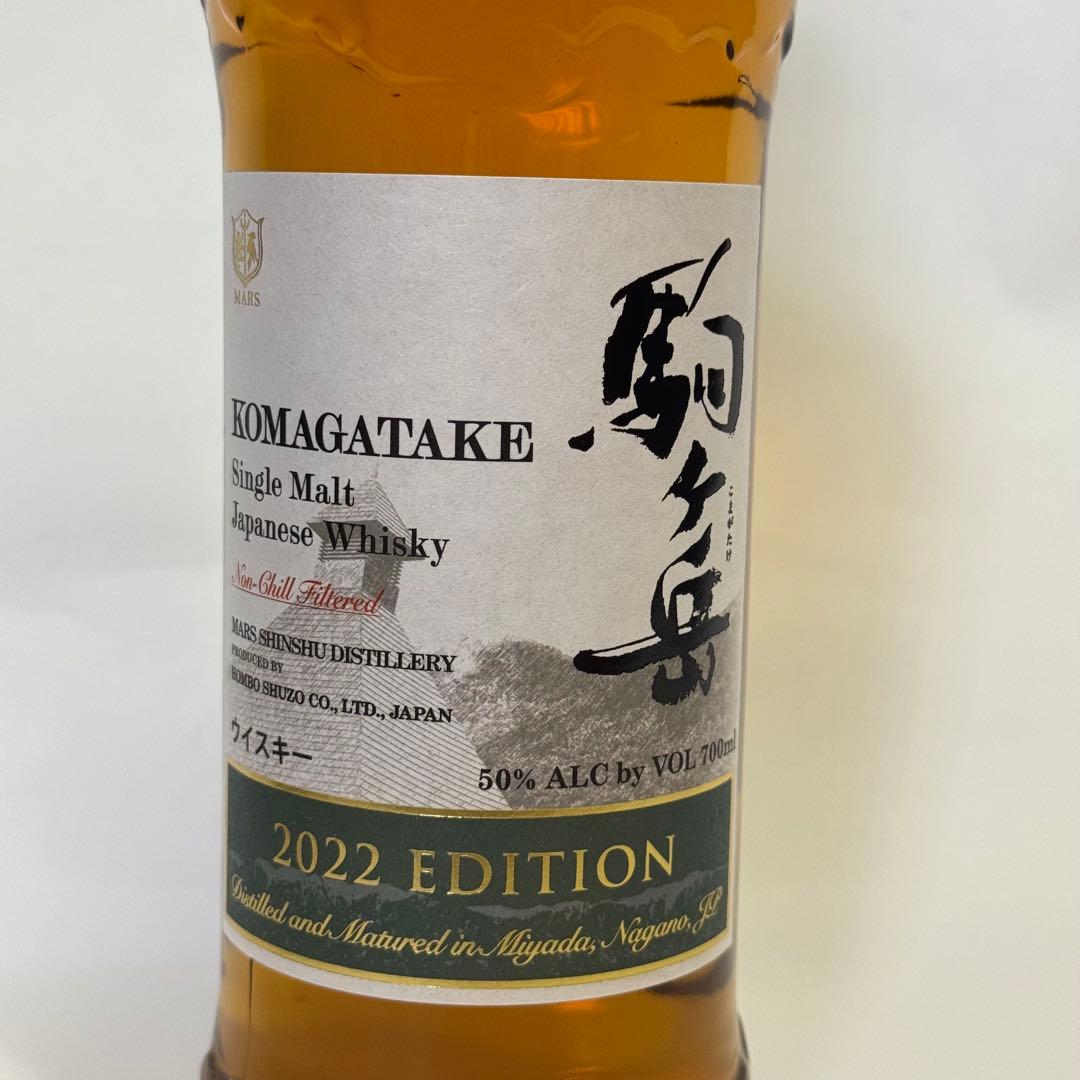 MARS
駒ヶ岳
こまがたけ
KOMAGATAKE
Single Malt
Japanese Whisky
Non-Chill Filtered
MARS SHINSHU DISTILLERY
PRODUCED BY
HOMBO SHUZO CO., LTD., JAPAN
ウイスキー
50% ALC by VOL 700ml
2022 EDITION
Distilled and Matured in Miyada, Nagano, JP